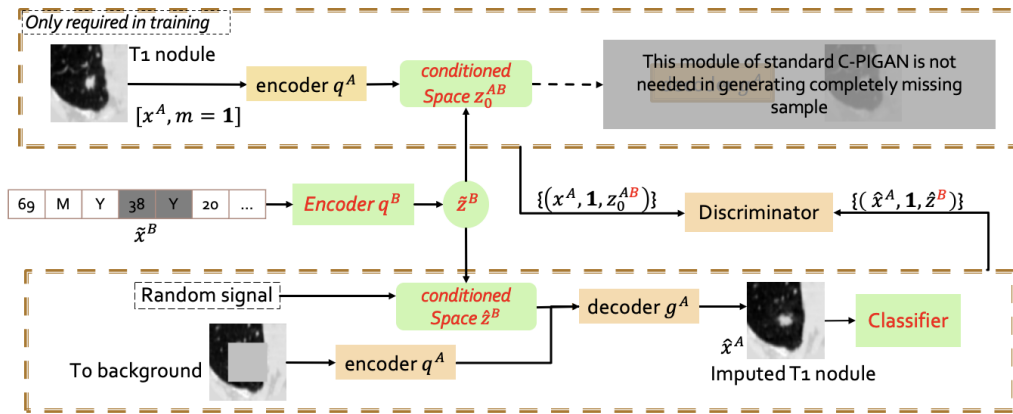 Only required in training
T1 nodule
[x^A, m = 1]
encoder q^A
conditioned
Space z_0^{AB}
This module of standard C-PIGAN is not
needed in generating completely missing
sample
69 M Y 38 Y 20 ...
x̃^B
Encoder q^B
z̃^B
{(x^A, 1, z_0^{AB})}
Discriminator
{( x̂^A, 1, ẑ^B)}
Random signal
conditioned
Space ẑ^B
decoder g^A
To background
encoder q^A
x̂^A
Imputed T1 nodule
Classifier